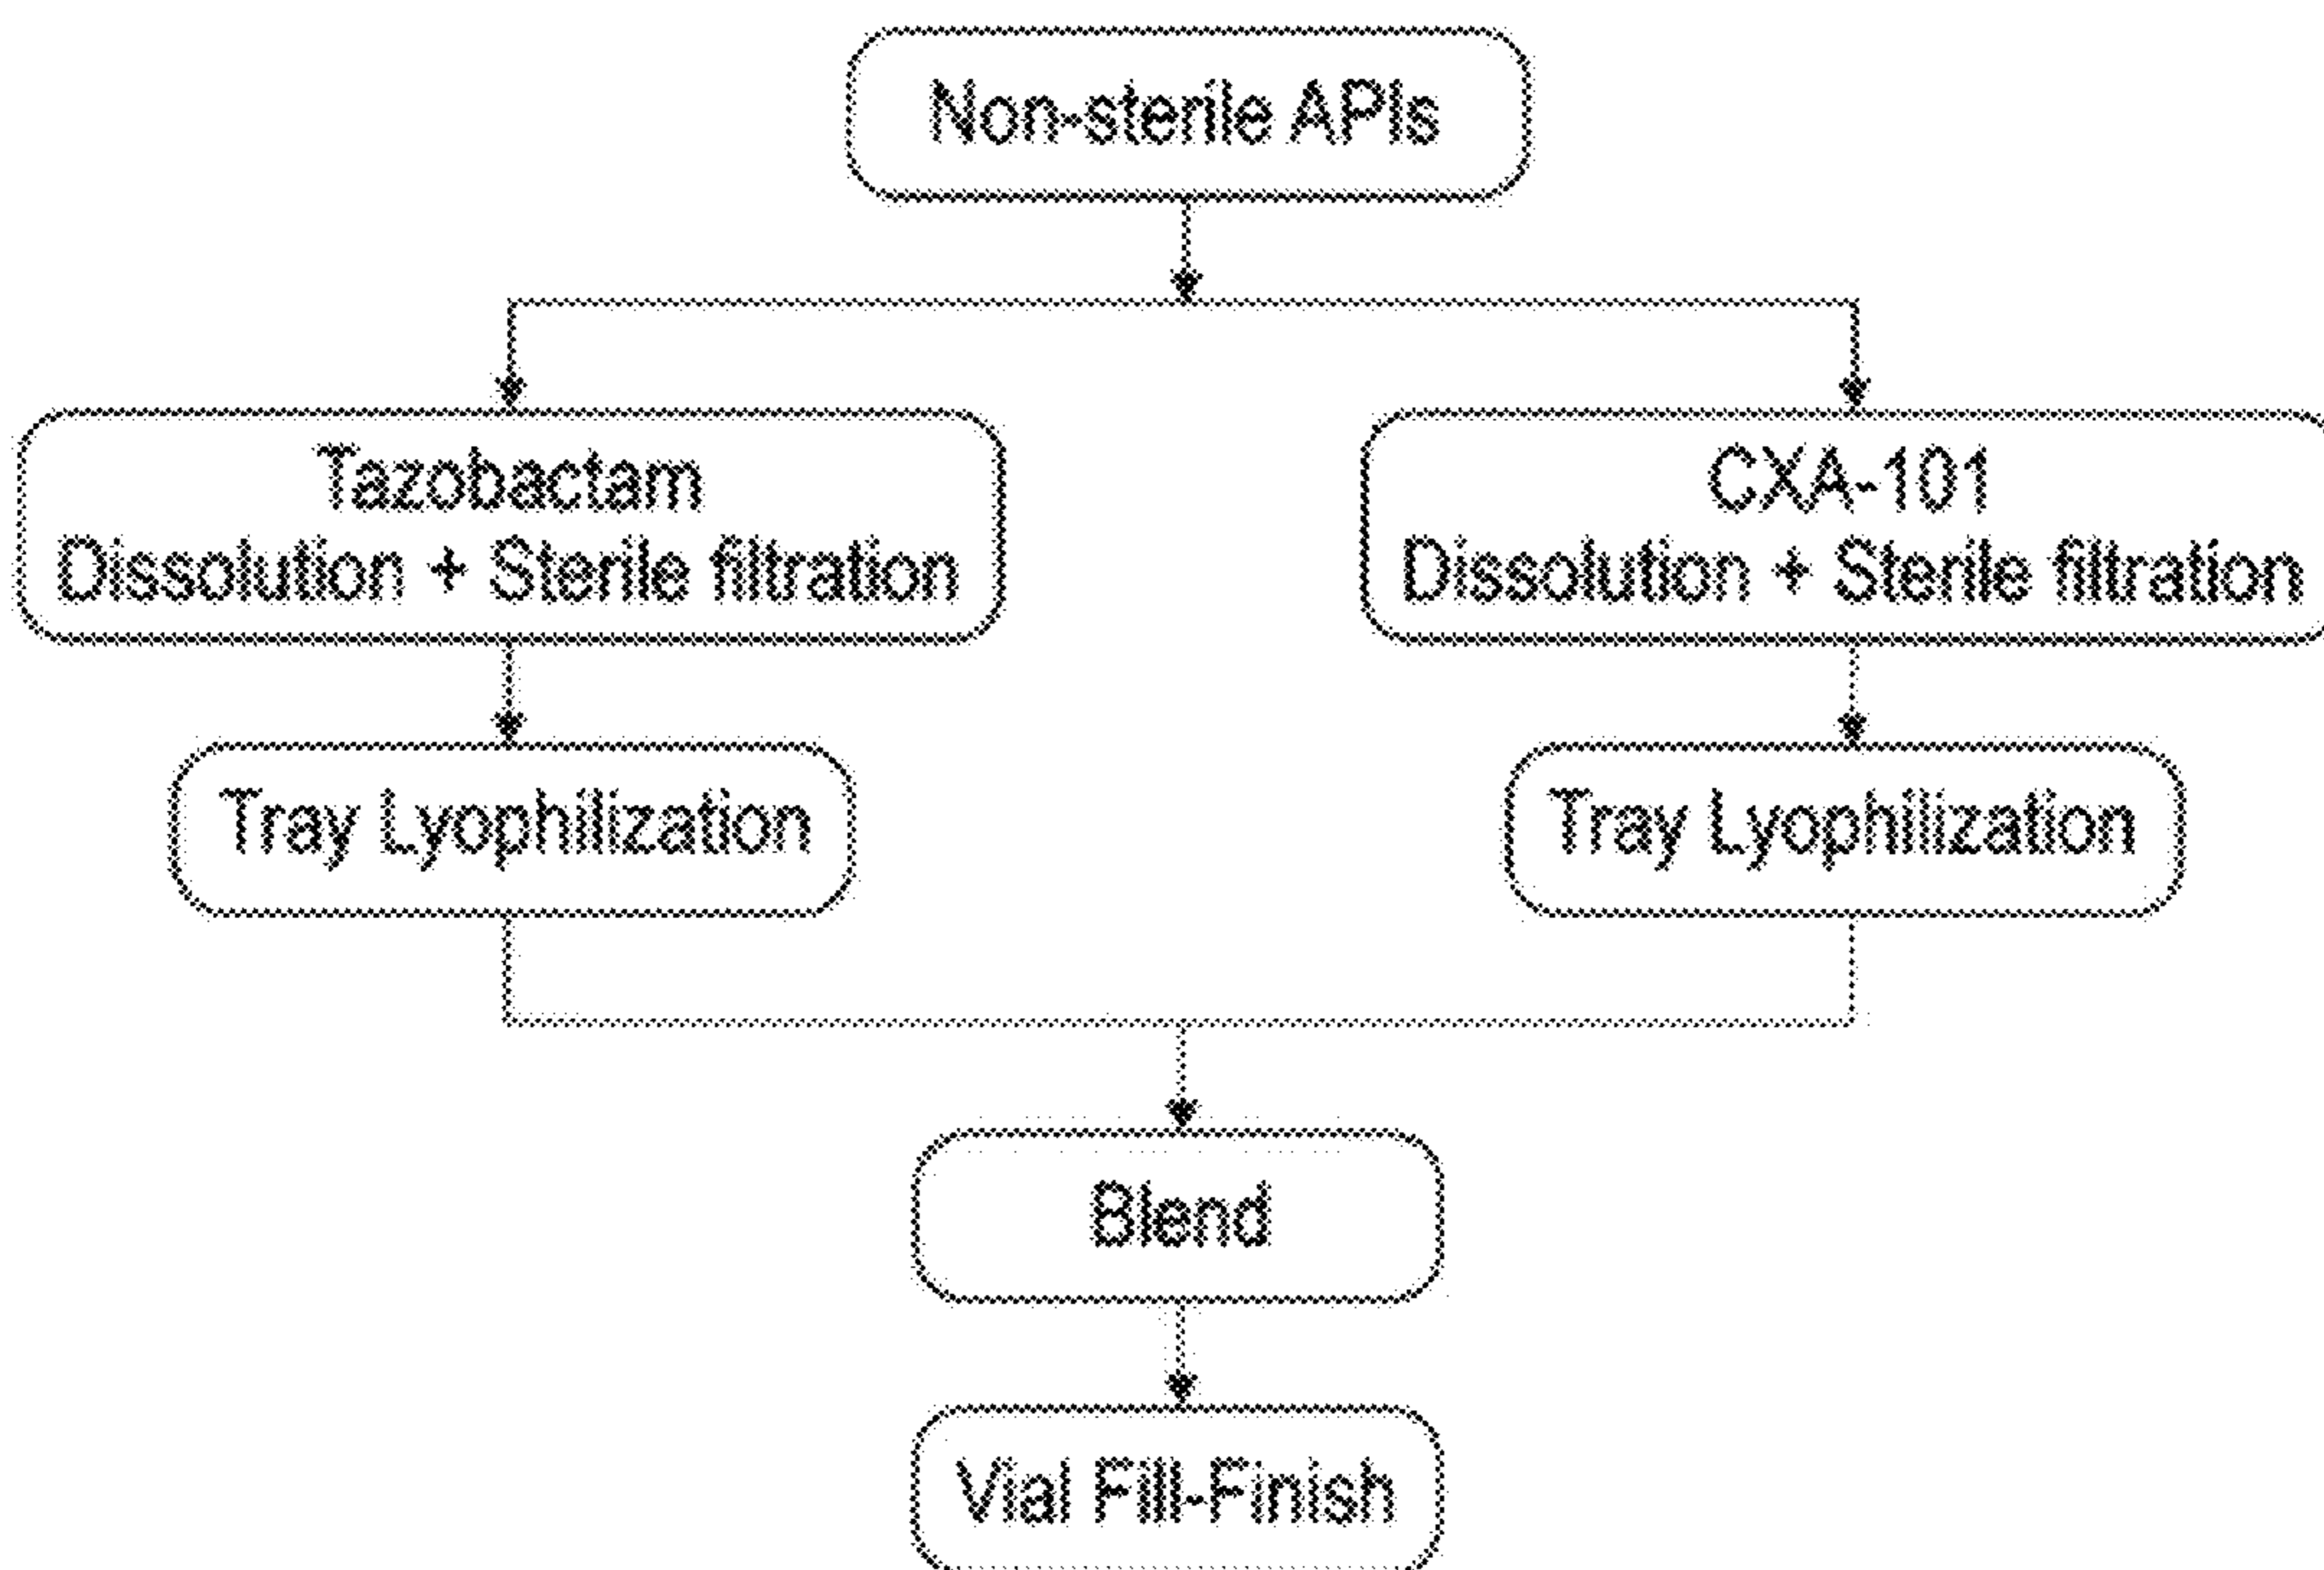 Non-sterile APIs
Tazobactam
Dissolution + Sterile filtration
CXA-101
Dissolution + Sterile filtration
Tray Lyophilization
Tray Lyophilization
Blend
Vial Fill-Finish